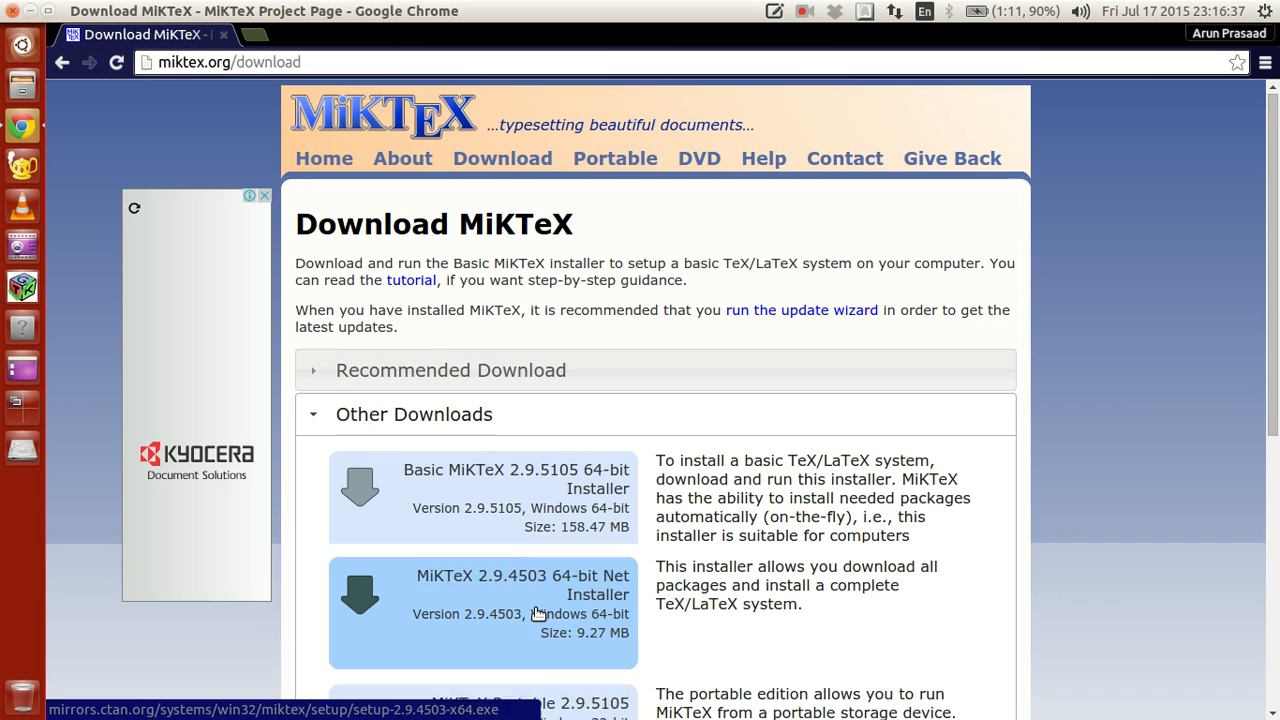 Download MiKTeX - MiKTeX Project Page - Google Chrome
En
(1:11, 90%)
Fri Jul 17 2015 23:16:37
Download MiKTeX -
Arun Prasaad
miktex.org/download
MiKTEX
...typesetting beautiful documents...
Home About Download Portable DVD Help Contact Give Back
Download MiKTeX
Download and run the Basic MiKTeX installer to setup a basic TeX/LaTeX system on your computer. You
can read the tutorial, if you want step-by-step guidance.
When you have installed MiKTeX, it is recommended that you run the update wizard in order to get the
latest updates.
Recommended Download
Other Downloads
Basic MiKTeX 2.9.5105 64-bit
Installer
Version 2.9.5105, Windows 64-bit
Size: 158.47 MB
To install a basic TeX/LaTeX system,
download and run this installer. MiKTeX
has the ability to install needed packages
automatically (on-the-fly), i.e., this
installer is suitable for computers
MiKTeX 2.9.4503 64-bit Net
Installer
Version 2.9.4503, Windows 64-bit
Size: 9.27 MB
This installer allows you download all
packages and install a complete
TeX/LaTeX system.
MiKTeX Portable 2.9.5105
The portable edition allows you to run
MiKTeX from a portable storage device.
KYOCERA
Document Solutions
mirrors.ctan.org/systems/win32/miktex/setup/setup-2.9.4503-x64.exe